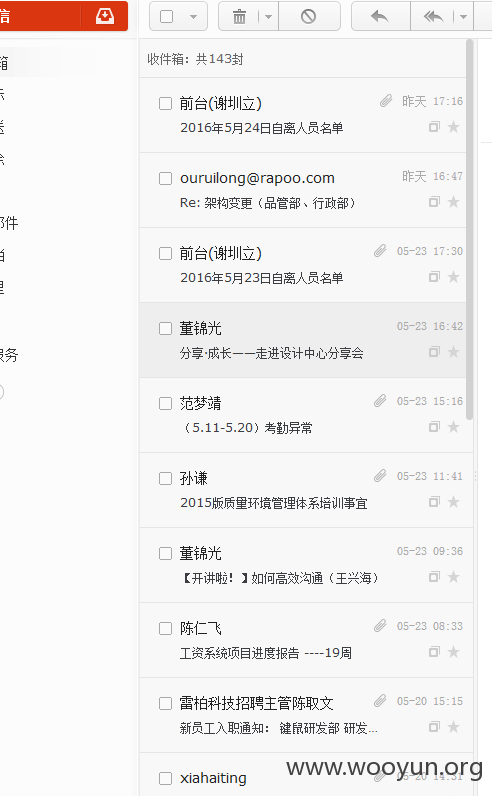 信
箱
收件箱：共143封
前台(谢圳立) 昨天 17:16
2016年5月24日自离人员名单
ouruilong@rapoo.com 昨天 16:47
Re: 架构变更（品管部、行政部）
前台(谢圳立) 05-23 17:30
2016年5月23日自离人员名单
董锦光 05-23 16:42
分享·成长——走进设计中心分享会
范梦靖 05-23 15:16
（5.11-5.20）考勤异常
孙谦 05-23 11:41
2015版质量环境管理体系培训事宜
董锦光 05-23 09:36
【开讲啦！】如何高效沟通（王兴海）
陈仁飞 05-23 08:33
工资系统项目进度报告 ----19周
雷柏科技招聘主管陈取文 05-20 15:15
新员工入职通知： 键鼠研发部 研发...
xiahaiting 05-20 14:31
邮件
服务
www.wooyun.org